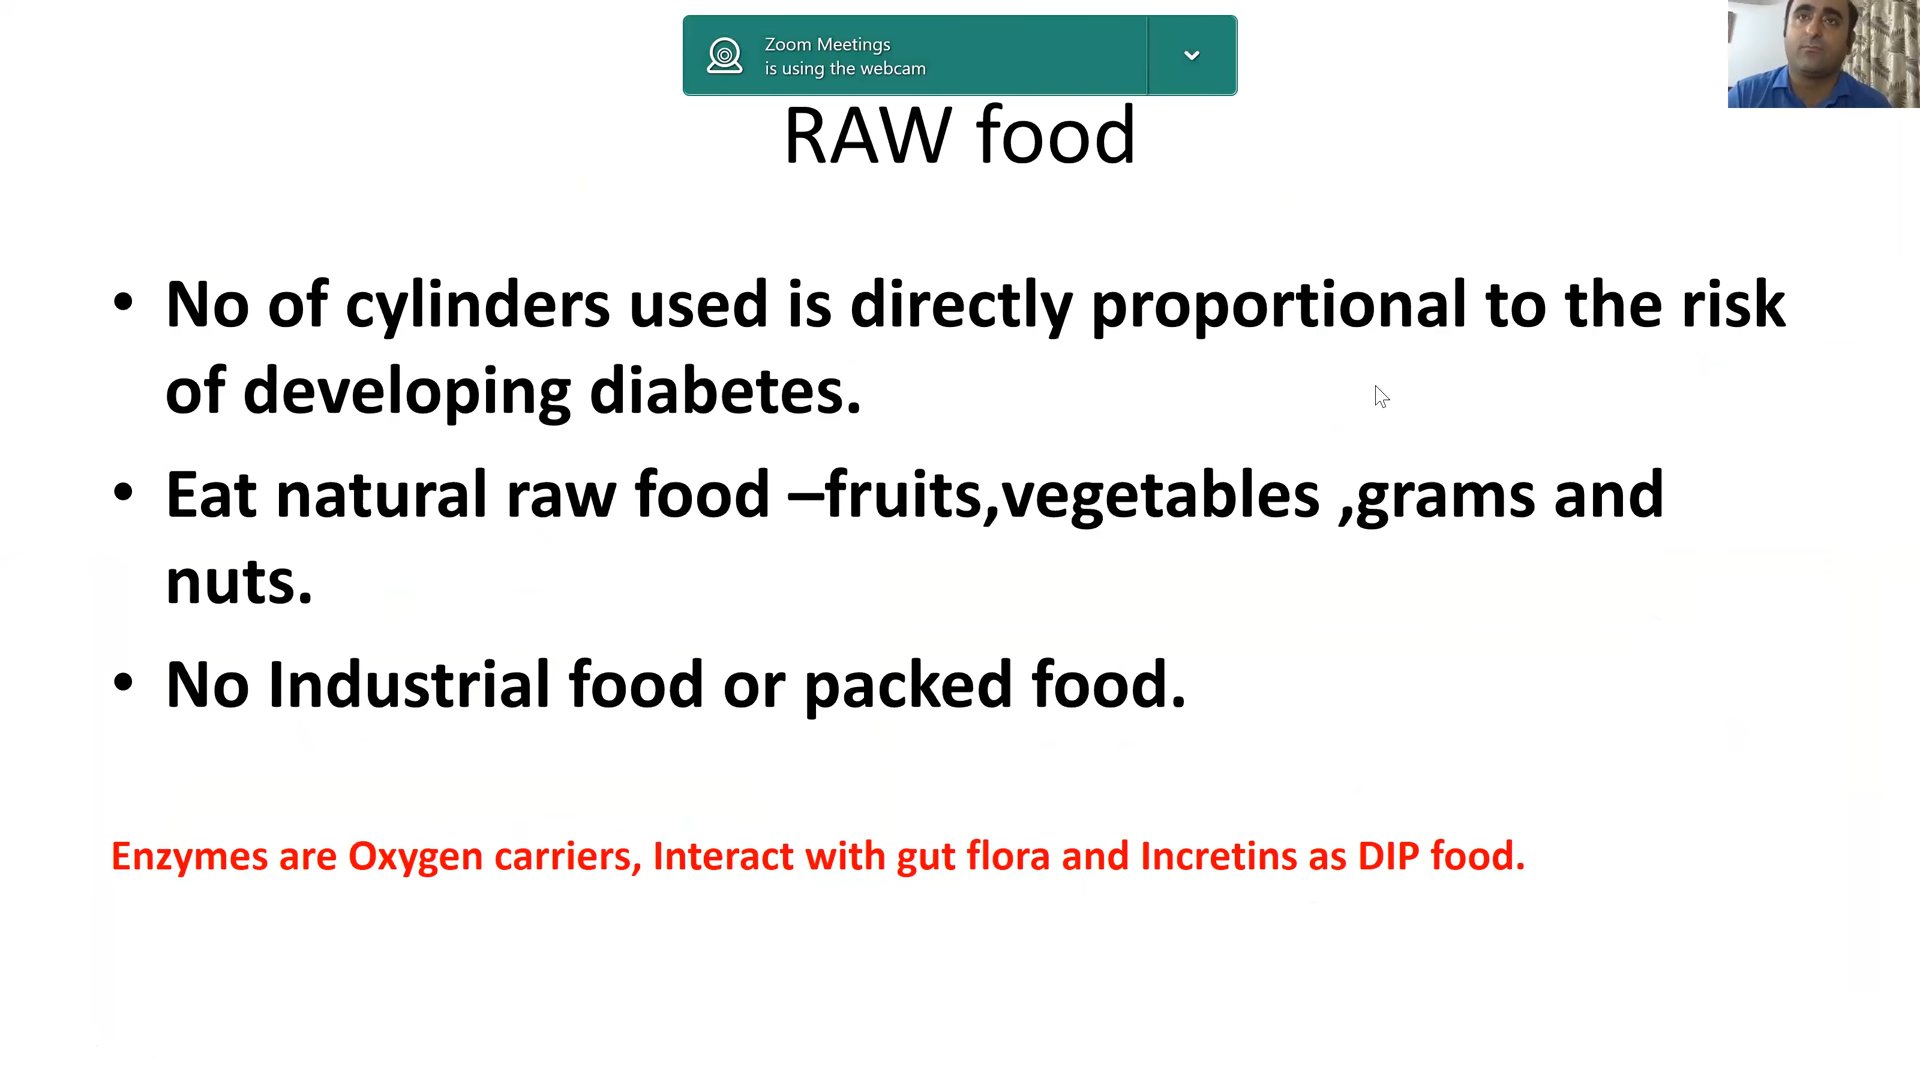 Zoom Meetings
is using the webcam
RAW food
• No of cylinders used is directly proportional to the risk
of developing diabetes.
• Eat natural raw food –fruits,vegetables ,grams and
nuts.
• No Industrial food or packed food.
Enzymes are Oxygen carriers, Interact with gut flora and Incretins as DIP food.